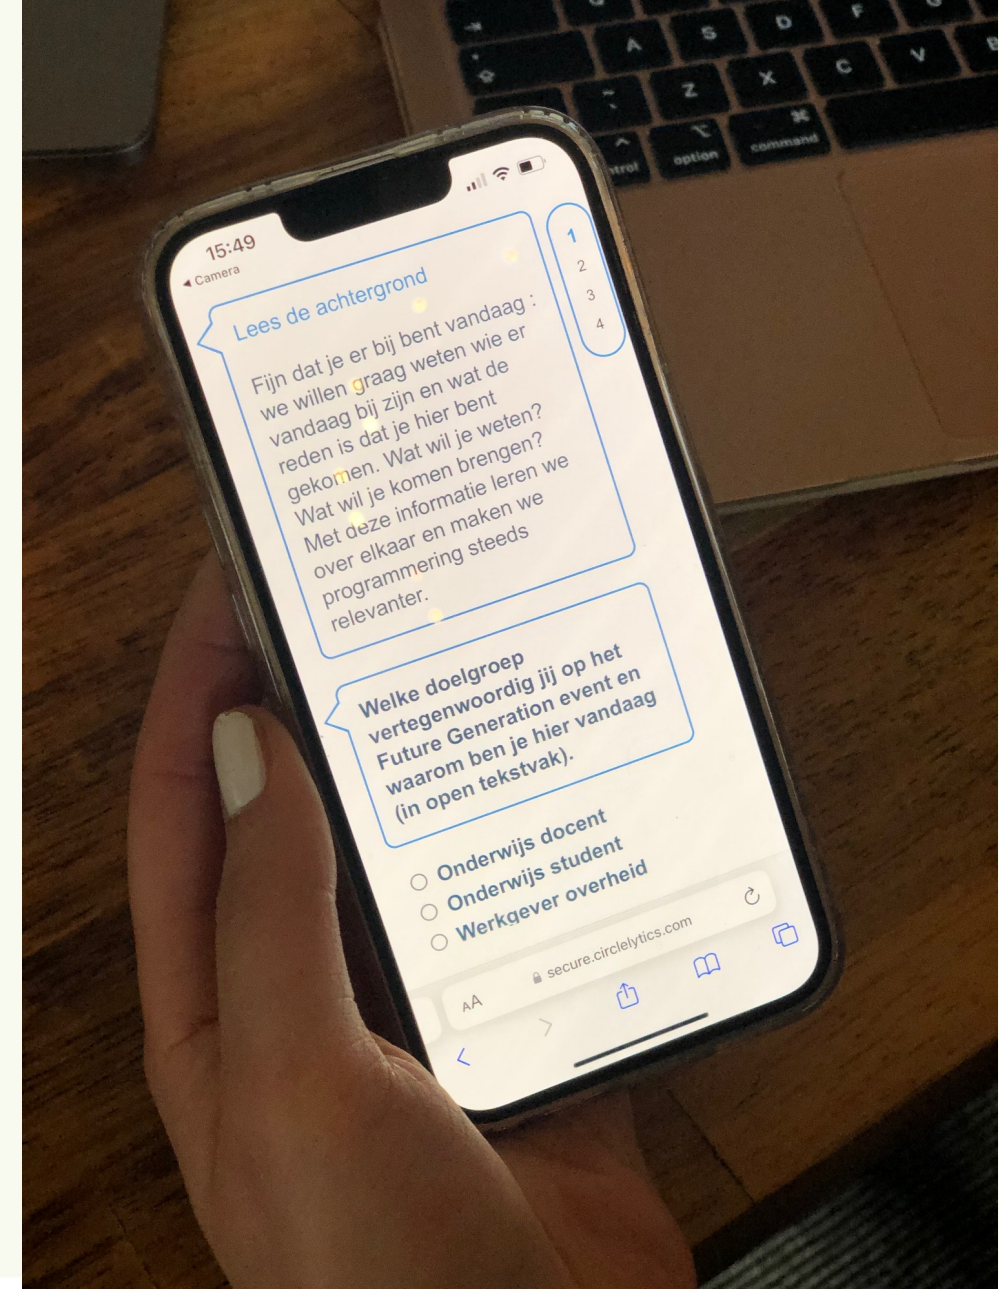 Q
A
S
D
F
G
Z
X
C
V
B
~
^
⌥
⌘
option
command
15:49
◀ Camera
1
2
3
4
Lees de achtergrond
Fijn dat je er bij bent vandaag :
we willen graag weten wie er
vandaag bij zijn en wat de
reden is dat je hier bent
gekomen. Wat wil je weten?
Wat wil je komen brengen?
Met deze informatie leren we
over elkaar en maken we
programmering steeds
relevanter.
Welke doelgroep
vertegenwoordig jij op het
Future Generation event en
waarom ben je hier vandaag
(in open tekstvak).
Onderwijs docent
Onderwijs student
Werkgever overheid
AA
secure.circlelytics.com